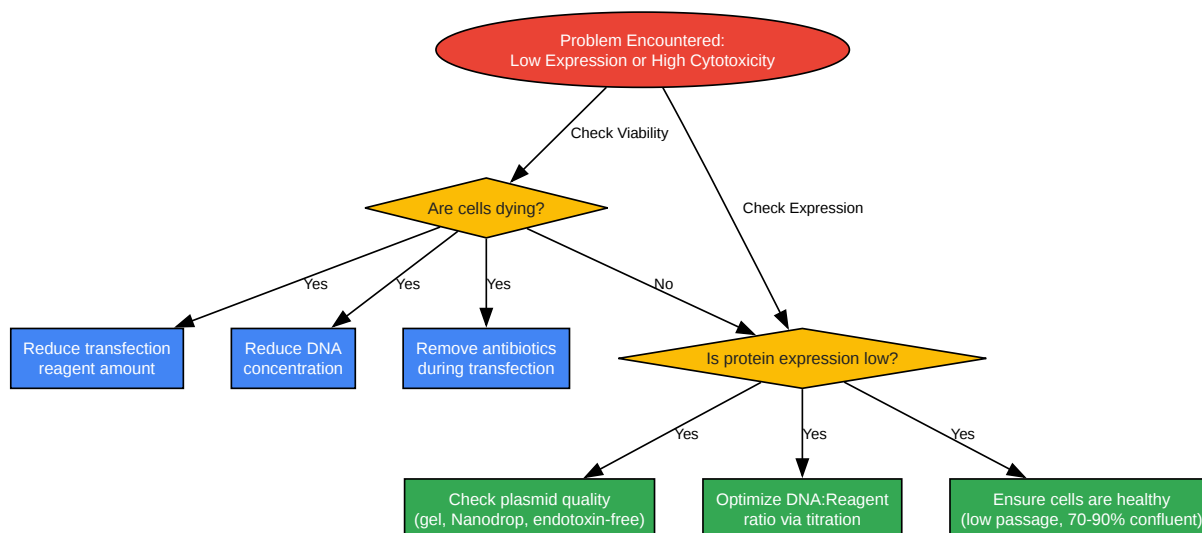 Problem Encountered:
Low Expression or High Cytotoxicity
Check Viability
Check Expression
Are cells dying?
Yes
Yes
Yes
No
Reduce transfection
reagent amount
Reduce DNA
concentration
Remove antibiotics
during transfection
Is protein expression low?
Yes
Yes
Yes
Check plasmid quality
(gel, Nanodrop, endotoxin-free)
Optimize DNA:Reagent
ratio via titration
Ensure cells are healthy
(low passage, 70-90% confluent)